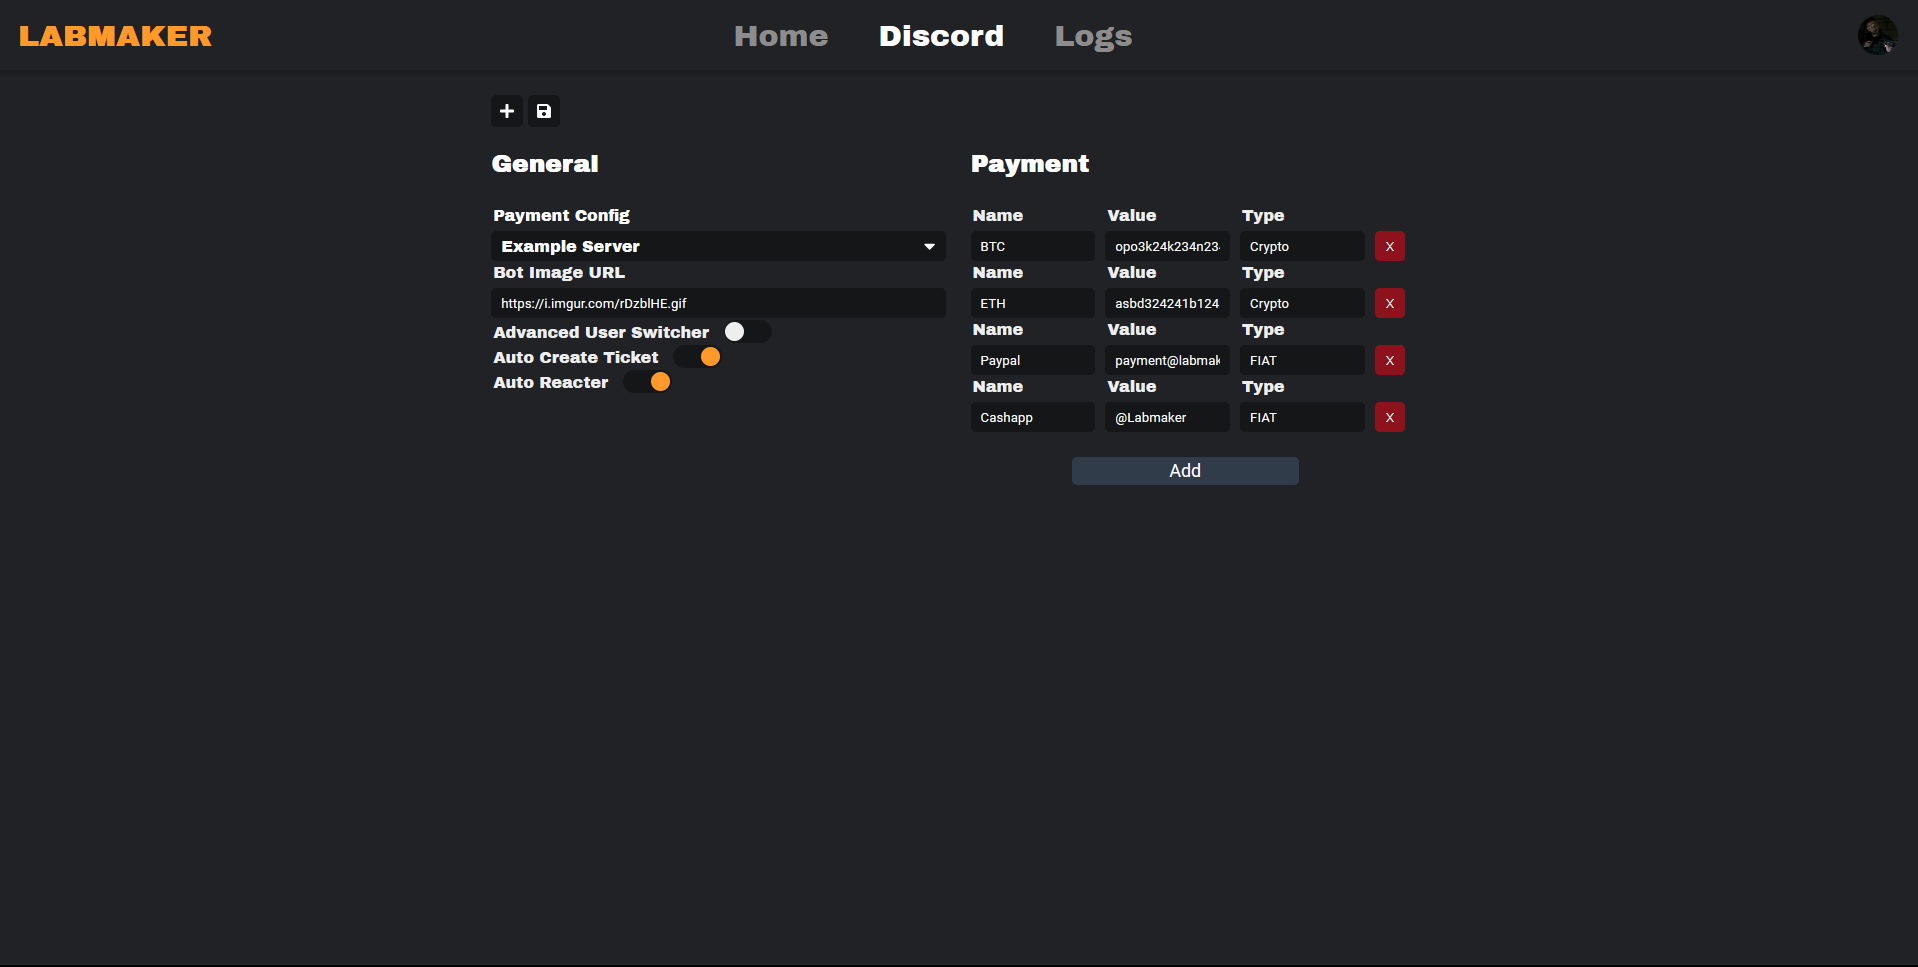 LABMAKER
Home Discord Logs
General
Payment Config
Example Server
Bot Image URL
https://i.imgur.com/rDzblHE.gif
Advanced User Switcher
Auto Create Ticket
Auto Reacter
Payment
Name Value Type
BTC opo3k24k234n23 Crypto X
Name Value Type
ETH asbd324241b124 Crypto X
Name Value Type
Paypal payment@labmak FIAT X
Name Value Type
Cashapp @Labmaker FIAT X
Add